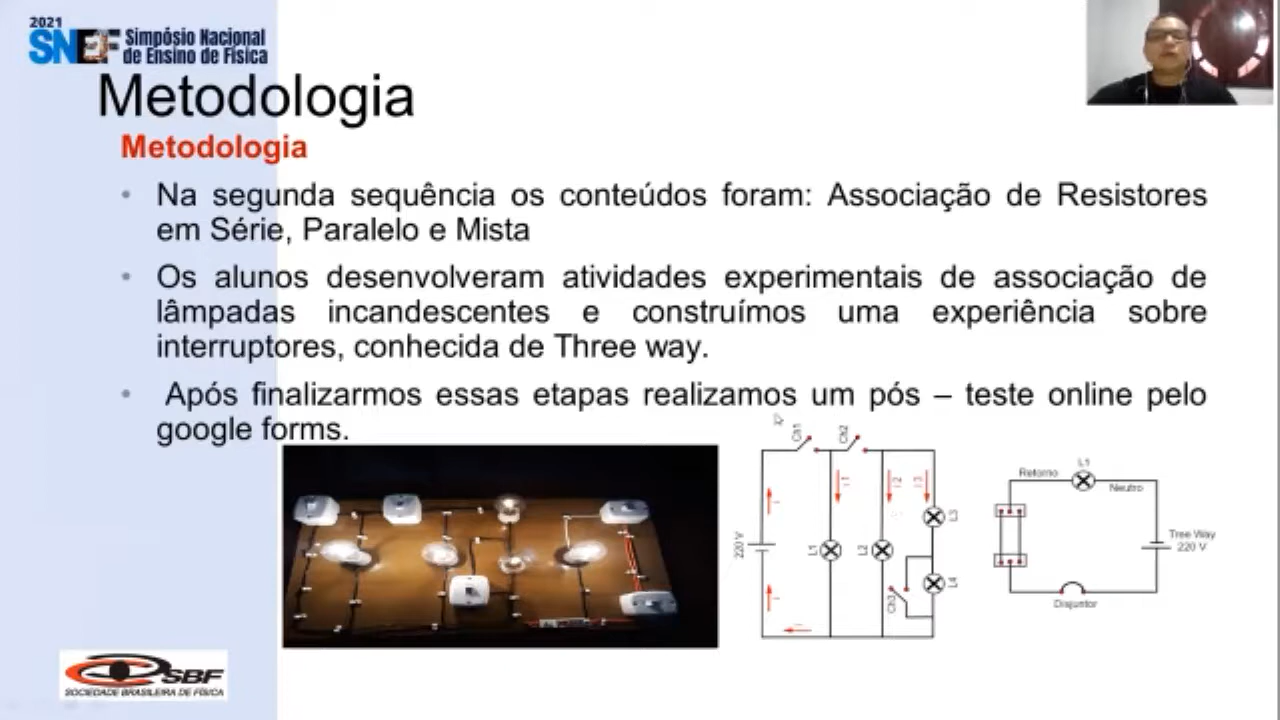 2021
SNEF Simpósio Nacional
de Ensino de Física
Metodologia
Metodologia
• Na segunda sequência os conteúdos foram: Associação de Resistores
em Série, Paralelo e Mista
• Os alunos desenvolveram atividades experimentais de associação de
lâmpadas incandescentes e construímos uma experiência sobre
interruptores, conhecida de Three way.
• Após finalizarmos essas etapas realizamos um pós – teste online pelo
google forms.
Ch1
Ch2
I1
I2
I3
L3
220 V
L1
L2
L4
Ch3
L1
Retorno
Neutro
Tree Way
220 V
Disjuntor
SBF
SOCIEDADE BRASILEIRA DE FÍSICA